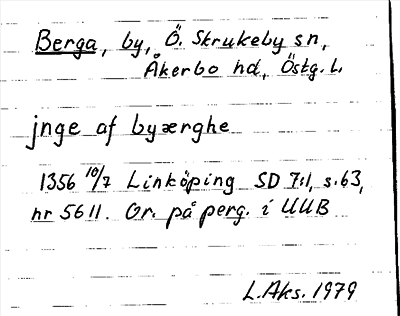 Berga, by, Ö. Skrukeby sn,
Åkerbo hd, Östg. l.
jnge af byærghe
1356 10/7 Linköping SD 7:1, s. 63,
nr 5611. Or. på perg. i UUB
L.Aks. 1979